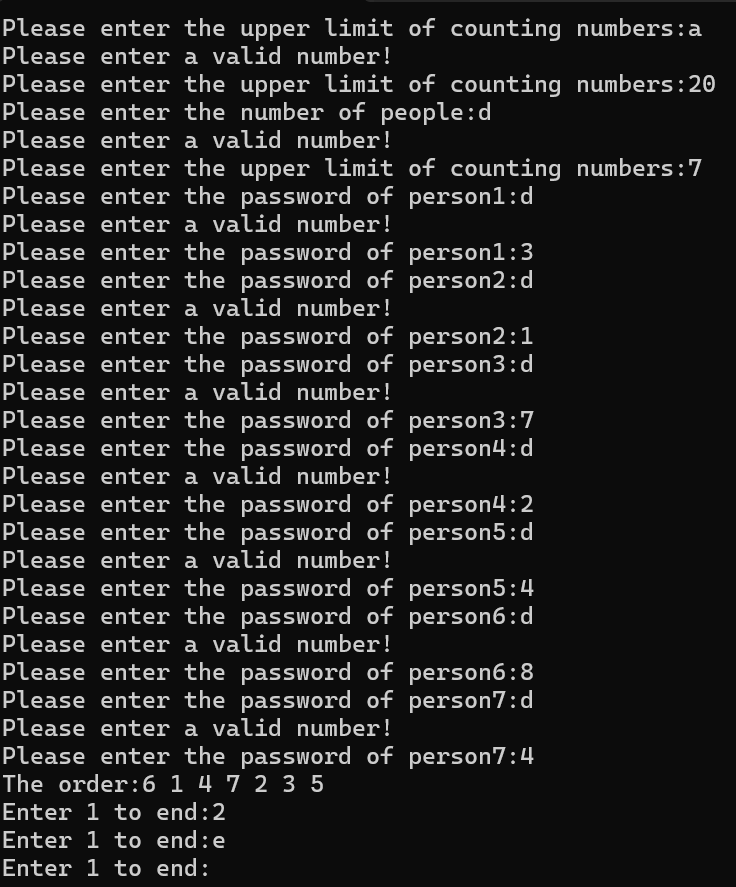 Please enter the upper limit of counting numbers:a
Please enter a valid number!
Please enter the upper limit of counting numbers:20
Please enter the number of people:d
Please enter a valid number!
Please enter the upper limit of counting numbers:7
Please enter the password of person1:d
Please enter a valid number!
Please enter the password of person1:3
Please enter the password of person2:d
Please enter a valid number!
Please enter the password of person2:1
Please enter the password of person3:d
Please enter a valid number!
Please enter the password of person3:7
Please enter the password of person4:d
Please enter a valid number!
Please enter the password of person4:2
Please enter the password of person5:d
Please enter a valid number!
Please enter the password of person5:4
Please enter the password of person6:d
Please enter a valid number!
Please enter the password of person6:8
Please enter the password of person7:d
Please enter a valid number!
Please enter the password of person7:4
The order:6 1 4 7 2 3 5
Enter 1 to end:2
Enter 1 to end:e
Enter 1 to end: